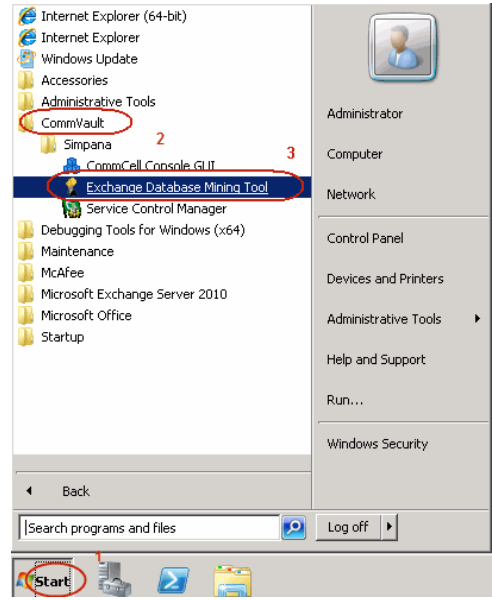 Internet Explorer (64-bit)
Internet Explorer
Windows Update
Accessories
Administrative Tools
CommVault
2
Simpana
3
CommCell Console GUI
Exchange Database Mining Tool
Service Control Manager
Debugging Tools for Windows (x64)
Maintenance
McAfee
Microsoft Exchange Server 2010
Microsoft Office
Startup
Back
Search programs and files
Administrator
Computer
Network
Control Panel
Devices and Printers
Administrative Tools
Help and Support
Run...
Windows Security
Log off
1
Start